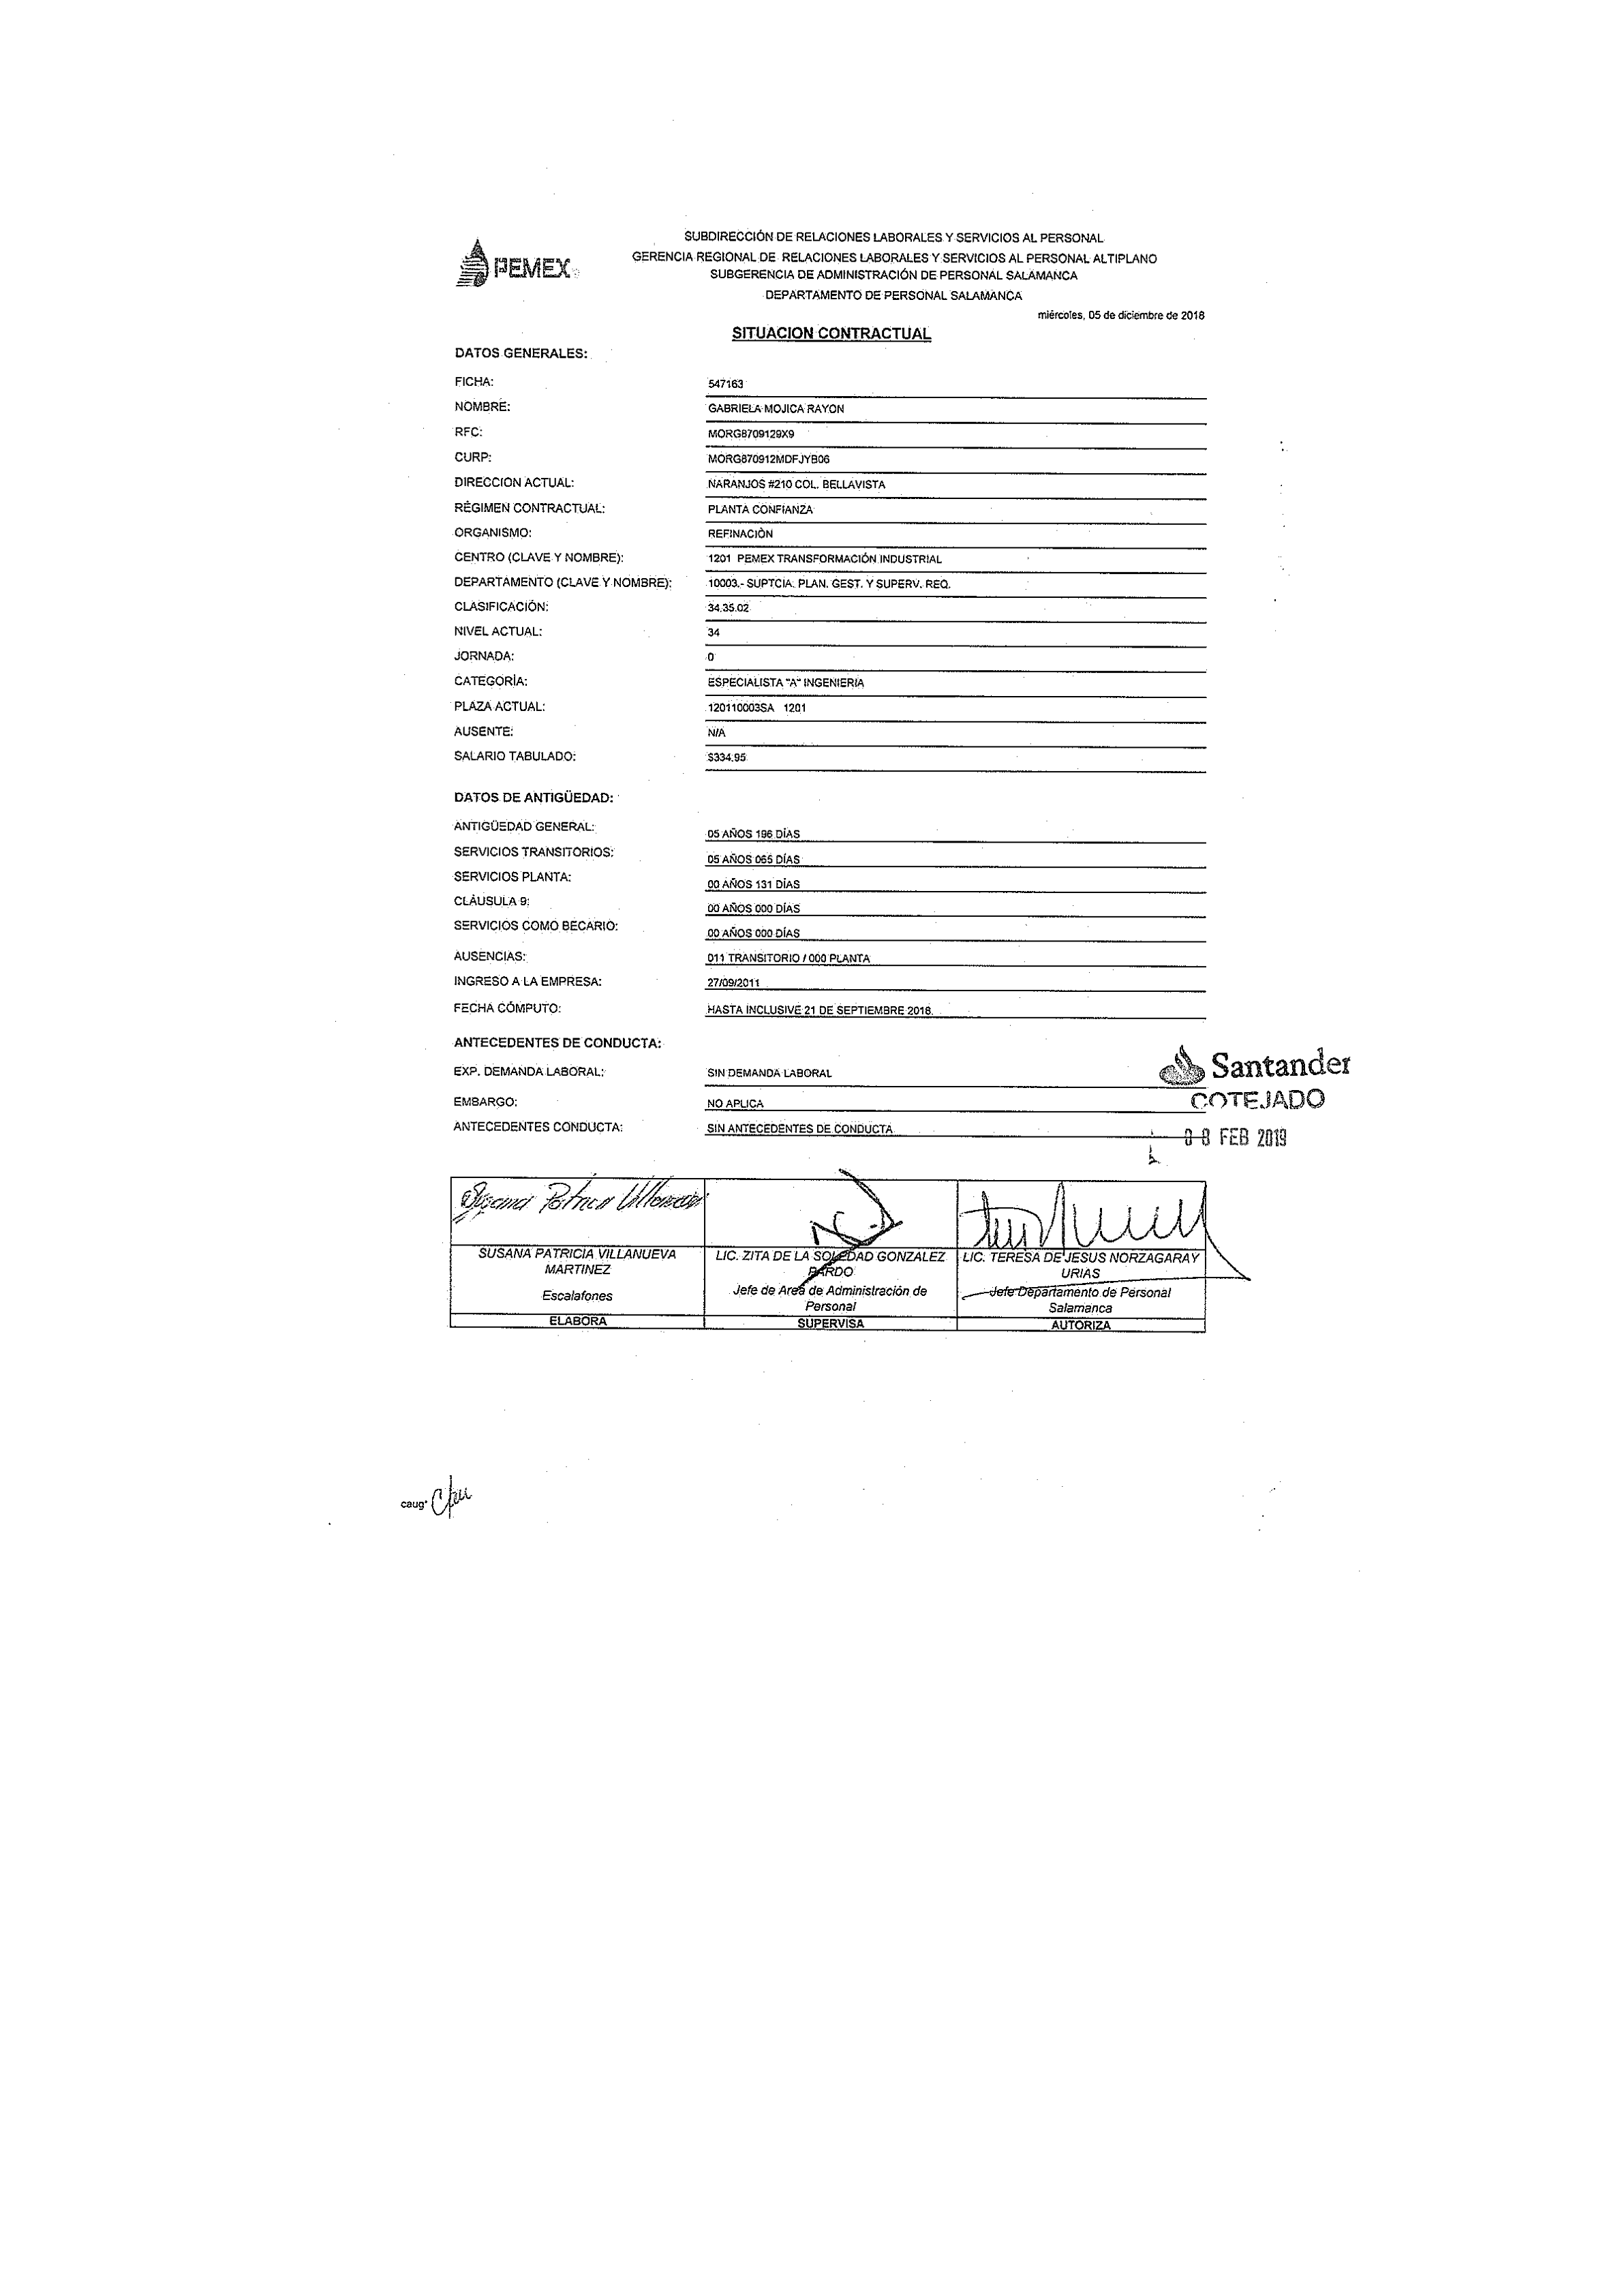 SUBDIRECCIÓN DE RELACIONES LABORALES Y SERVICIOS AL PERSONAL
PEMEX
GERENCIA REGIONAL DE RELACIONES LABORALES Y SERVICIOS AL PERSONAL ALTIPLANO
SUBGERENCIA DE ADMINISTRACIÓN DE PERSONAL SALAMANCA
DEPARTAMENTO DE PERSONAL SALAMANCA
miércoles, 05 de diciembre de 2018
SITUACION CONTRACTUAL
DATOS GENERALES:
FICHA: 547163
NOMBRE: GABRIELA MOJICA RAYON
RFC: MORG8709129X9
CURP: MORG870912MDFJYB06
DIRECCION ACTUAL: NARANJOS #210 COL. BELLAVISTA
RÉGIMEN CONTRACTUAL: PLANTA CONFIANZA
ORGANISMO: REFINACIÓN
CENTRO (CLAVE Y NOMBRE): 1201 PEMEX TRANSFORMACIÓN INDUSTRIAL
DEPARTAMENTO (CLAVE Y NOMBRE): 10003.- SUPTCIA. PLAN. GEST. Y SUPERV. REQ.
CLASIFICACIÓN: 34.35.02
NIVEL ACTUAL: 34
JORNADA: 0
CATEGORÍA: ESPECIALISTA "A" INGENIERIA
PLAZA ACTUAL: 120110003SA 1201
AUSENTE: N/A
SALARIO TABULADO: $334.95
DATOS DE ANTIGÜEDAD:
ANTIGÜEDAD GENERAL: 05 AÑOS 196 DÍAS
SERVICIOS TRANSITORIOS: 05 AÑOS 065 DÍAS
SERVICIOS PLANTA: 00 AÑOS 131 DÍAS
CLÁUSULA 9: 00 AÑOS 000 DÍAS
SERVICIOS COMO BECARIO: 00 AÑOS 000 DÍAS
AUSENCIAS: 011 TRANSITORIO / 000 PLANTA
INGRESO A LA EMPRESA: 27/09/2011
FECHA CÓMPUTO: HASTA INCLUSIVE 21 DE SEPTIEMBRE 2018.
ANTECEDENTES DE CONDUCTA:
EXP. DEMANDA LABORAL: SIN DEMANDA LABORAL
Santander
EMBARGO: NO APLICA
COTEJADO
ANTECEDENTES CONDUCTA: SIN ANTECEDENTES DE CONDUCTA
08 FEB 2019
SUSANA PATRICIA VILLANUEVA MARTINEZ
Escalafones
ELABORA
LIC. ZITA DE LA SOLEDAD GONZALEZ PARDO
Jefe de Area de Administración de Personal
SUPERVISA
LIC. TERESA DE JESUS NORZAGARAY URIAS
Jefe Departamento de Personal Salamanca
AUTORIZA
caug*